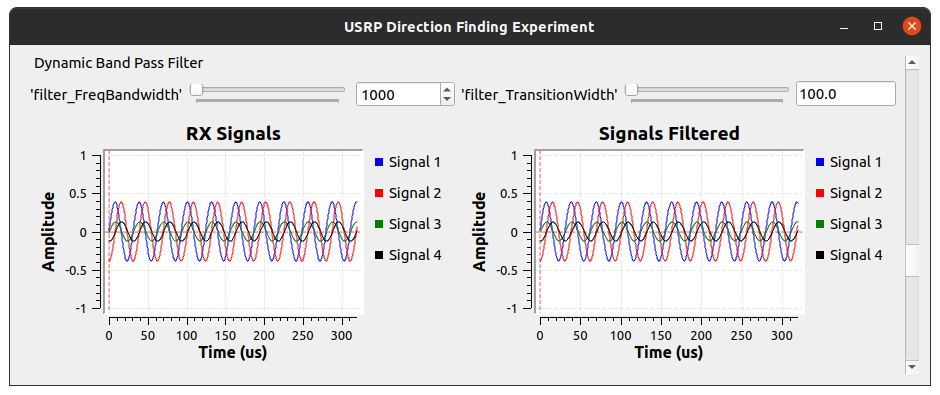 USRP Direction Finding Experiment
Dynamic Band Pass Filter
'filter_FreqBandwidth' 1000 'filter_TransitionWidth' 100.0
RX Signals
1
0.5
0
-0.5
-1
Amplitude
0 50 100 150 200 250 300
Time (us)
Signal 1
Signal 2
Signal 3
Signal 4
Signals Filtered
1
0.5
0
-0.5
-1
Amplitude
0 50 100 150 200 250 300
Time (us)
Signal 1
Signal 2
Signal 3
Signal 4